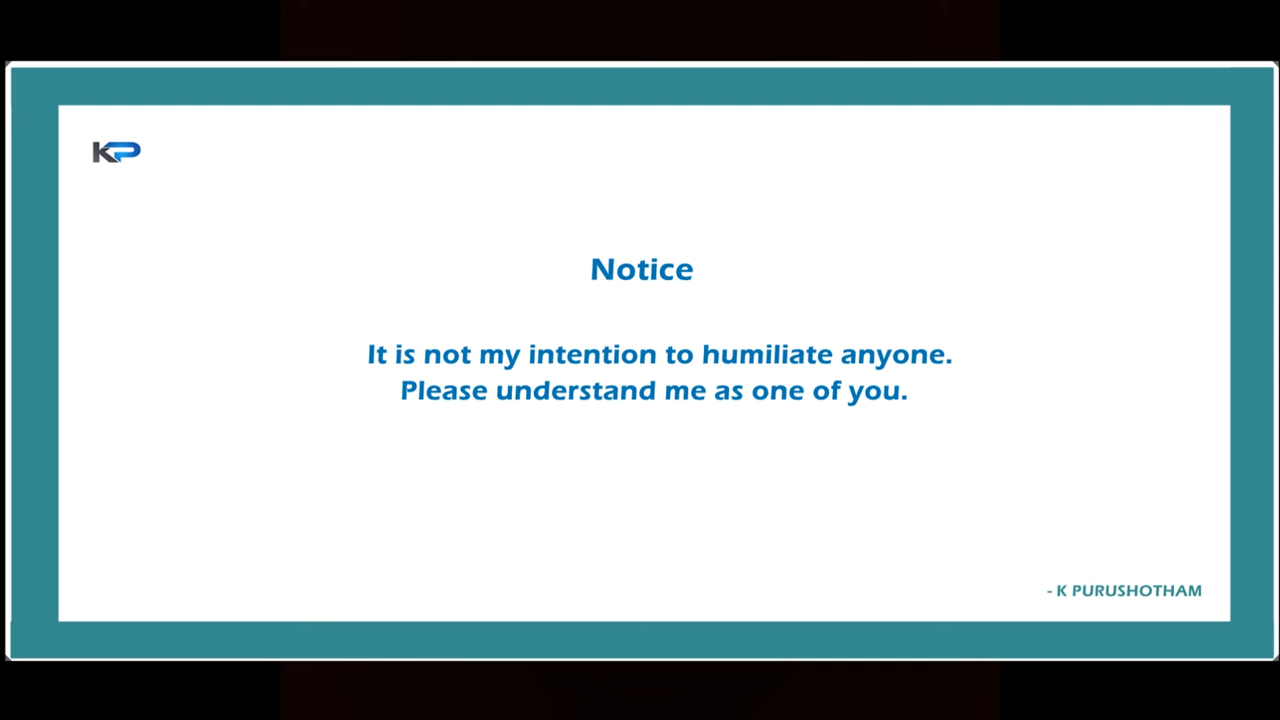 KP
Notice
It is not my intention to humiliate anyone.
Please understand me as one of you.
- K PURUSHOTHAM